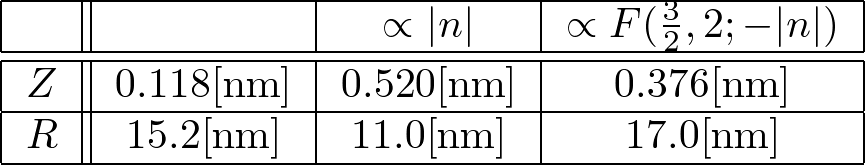 ∝ |n| ∝ F(3/2, 2; −|n|)
Z 0.118[nm] 0.520[nm] 0.376[nm]
R 15.2[nm] 11.0[nm] 17.0[nm]